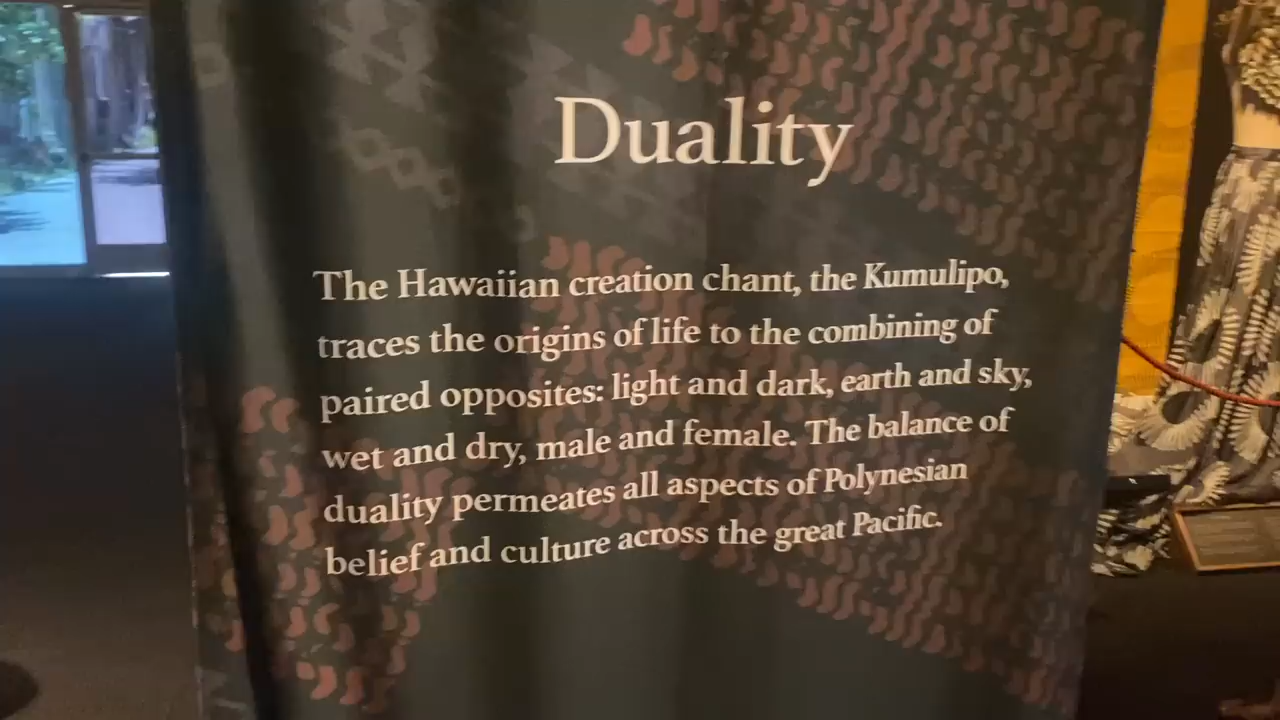 Duality
The Hawaiian creation chant, the Kumulipo,
traces the origins of life to the combining of
paired opposites: light and dark, earth and sky,
wet and dry, male and female. The balance of
duality permeates all aspects of Polynesian
belief and culture across the great Pacific.